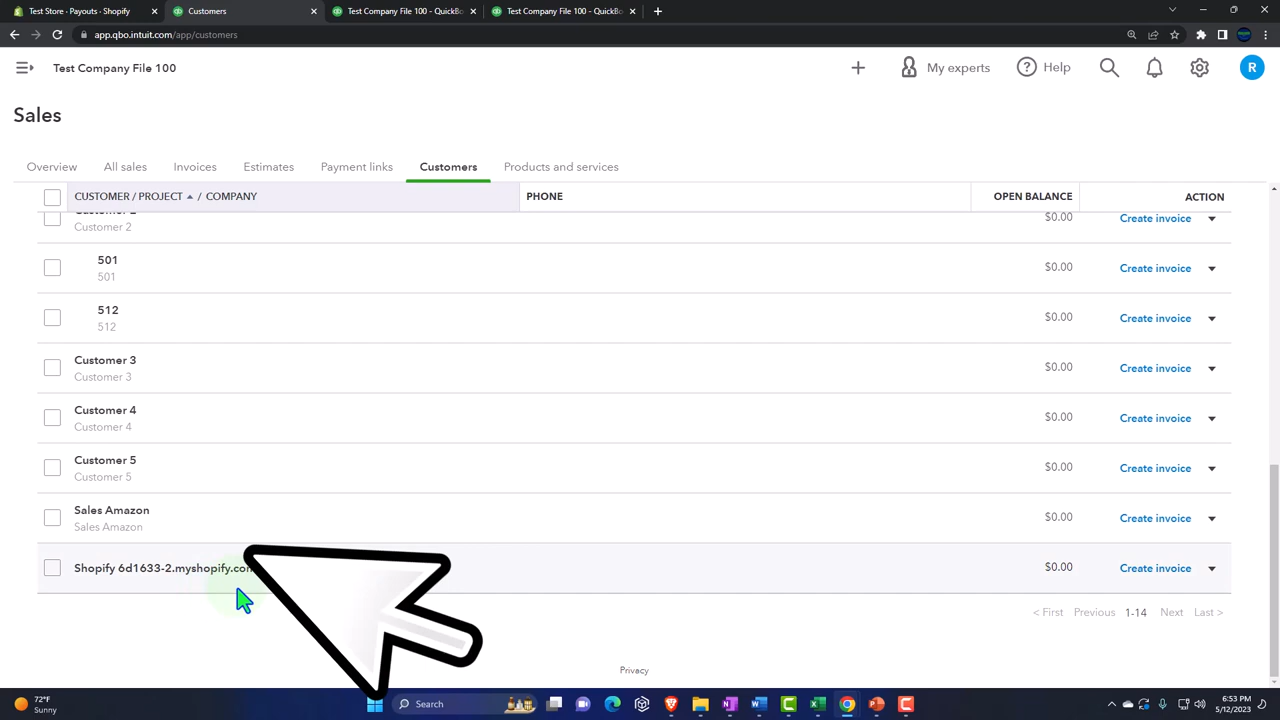 Test Store - Payouts - Shopify
Customers
Test Company File 100 - QuickBo
Test Company File 100 - QuickBo
app.qbo.intuit.com/app/customers
Test Company File 100
My experts
Help
R
Sales
Overview
All sales
Invoices
Estimates
Payment links
Customers
Products and services
CUSTOMER / PROJECT / COMPANY
PHONE
OPEN BALANCE
ACTION
Customer 2
Customer 2
$0.00
Create invoice
501
501
$0.00
Create invoice
512
512
$0.00
Create invoice
Customer 3
Customer 3
$0.00
Create invoice
Customer 4
Customer 4
$0.00
Create invoice
Customer 5
Customer 5
$0.00
Create invoice
Sales Amazon
Sales Amazon
$0.00
Create invoice
Shopify 6d1633-2.myshopify.com
$0.00
Create invoice
< First Previous 1-14 Next Last >
Privacy
72°F
Sunny
Search
6:53 PM
5/12/2023